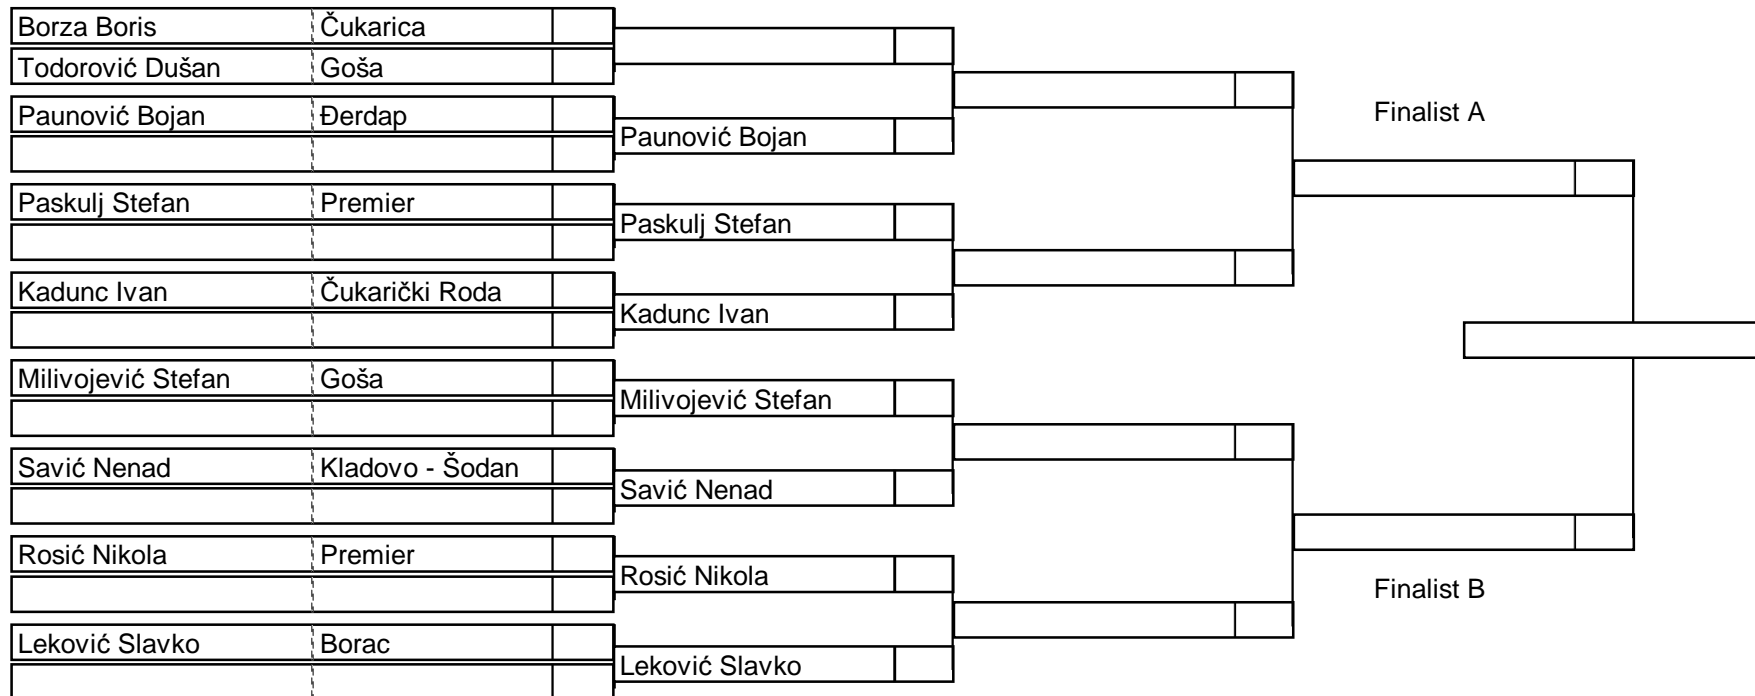 Borza Boris Čukarica
Todorović Dušan Goša
Paunović Bojan Đerdap
Paskulj Stefan Premier
Kadunc Ivan Čukarički Roda
Milivojević Stefan Goša
Savić Nenad Kladovo - Šodan
Rosić Nikola Premier
Leković Slavko Borac
Paunović Bojan
Paskulj Stefan
Kadunc Ivan
Milivojević Stefan
Savić Nenad
Rosić Nikola
Leković Slavko
Finalist A
Finalist B